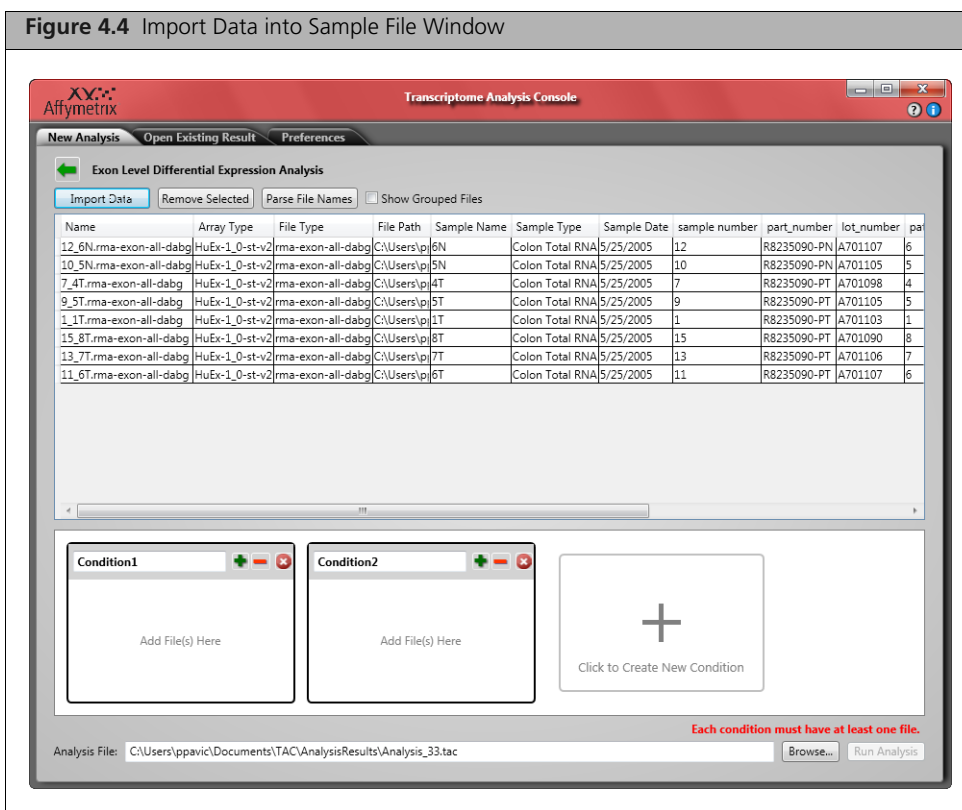 Figure 4.4 Import Data into Sample File Window
Affymetrix
Transcriptome Analysis Console
New Analysis Open Existing Result Preferences
Exon Level Differential Expression Analysis
Import Data Remove Selected Parse File Names Show Grouped Files
Name Array Type File Type File Path Sample Name Sample Type Sample Date sample number part_number lot_number pat
12_6N.rma-exon-all-dabg HuEx-1_0-st-v2 rma-exon-all-dabg C:\Users\p 6N Colon Total RNA 5/25/2005 12 R8235090-PN A701107 6
10_5N.rma-exon-all-dabg HuEx-1_0-st-v2 rma-exon-all-dabg C:\Users\p 5N Colon Total RNA 5/25/2005 10 R8235090-PN A701105 5
7_4T.rma-exon-all-dabg HuEx-1_0-st-v2 rma-exon-all-dabg C:\Users\p 4T Colon Total RNA 5/25/2005 7 R8235090-PT A701098 4
9_5T.rma-exon-all-dabg HuEx-1_0-st-v2 rma-exon-all-dabg C:\Users\p 5T Colon Total RNA 5/25/2005 9 R8235090-PT A701105 5
1_1T.rma-exon-all-dabg HuEx-1_0-st-v2 rma-exon-all-dabg C:\Users\p 1T Colon Total RNA 5/25/2005 1 R8235090-PT A701103 1
15_8T.rma-exon-all-dabg HuEx-1_0-st-v2 rma-exon-all-dabg C:\Users\p 8T Colon Total RNA 5/25/2005 15 R8235090-PT A701090 8
13_7T.rma-exon-all-dabg HuEx-1_0-st-v2 rma-exon-all-dabg C:\Users\p 7T Colon Total RNA 5/25/2005 13 R8235090-PT A701106 7
11_6T.rma-exon-all-dabg HuEx-1_0-st-v2 rma-exon-all-dabg C:\Users\p 6T Colon Total RNA 5/25/2005 11 R8235090-PT A701107 6
Condition1 Condition2
Add File(s) Here Add File(s) Here
Click to Create New Condition
Each condition must have at least one file.
Analysis File: C:\Users\ppavic\Documents\TAC\AnalysisResults\Analysis_33.tac Browse... Run Analysis